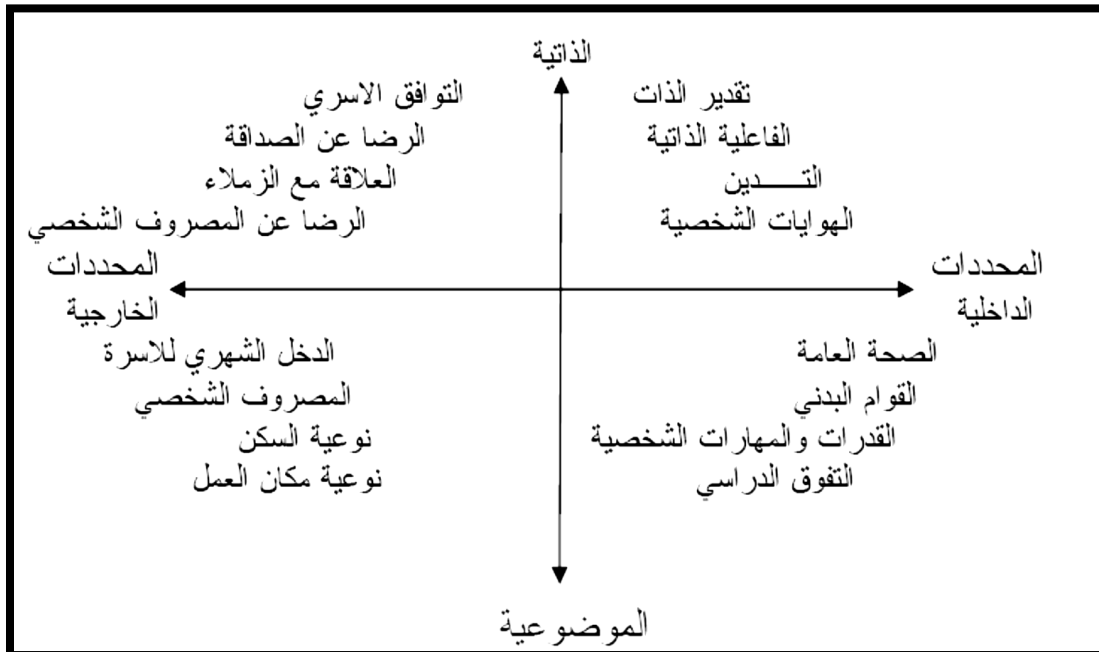 الذاتية
تقدير الذات
الفاعلية الذاتية
التـــــدين
الهوايات الشخصية
التوافق الاسري
الرضا عن الصداقة
العلاقة مع الزملاء
الرضا عن المصروف الشخصي
المحددات
الداخلية
المحددات
الخارجية
الصحة العامة
القوام البدني
القدرات والمهارات الشخصية
التفوق الدراسي
الدخل الشهري للاسرة
المصروف الشخصي
نوعية السكن
نوعية مكان العمل
الموضوعية